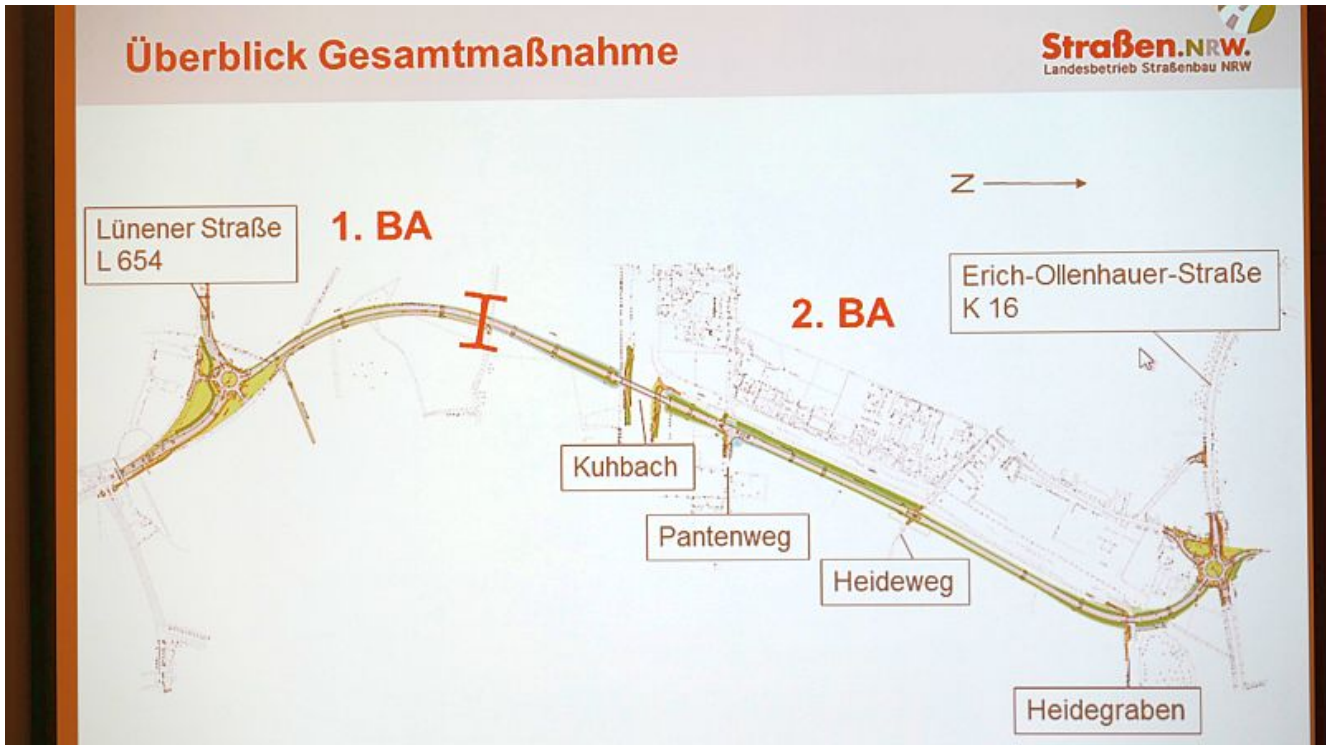 Überblick Gesamtmaßnahme
Straßen.NRW.
Landesbetrieb Straßenbau NRW
N
Lünener Straße
L 654
1. BA
2. BA
Erich-Ollenhauer-Straße
K 16
Kuhbach
Pantenweg
Heideweg
Heidegraben